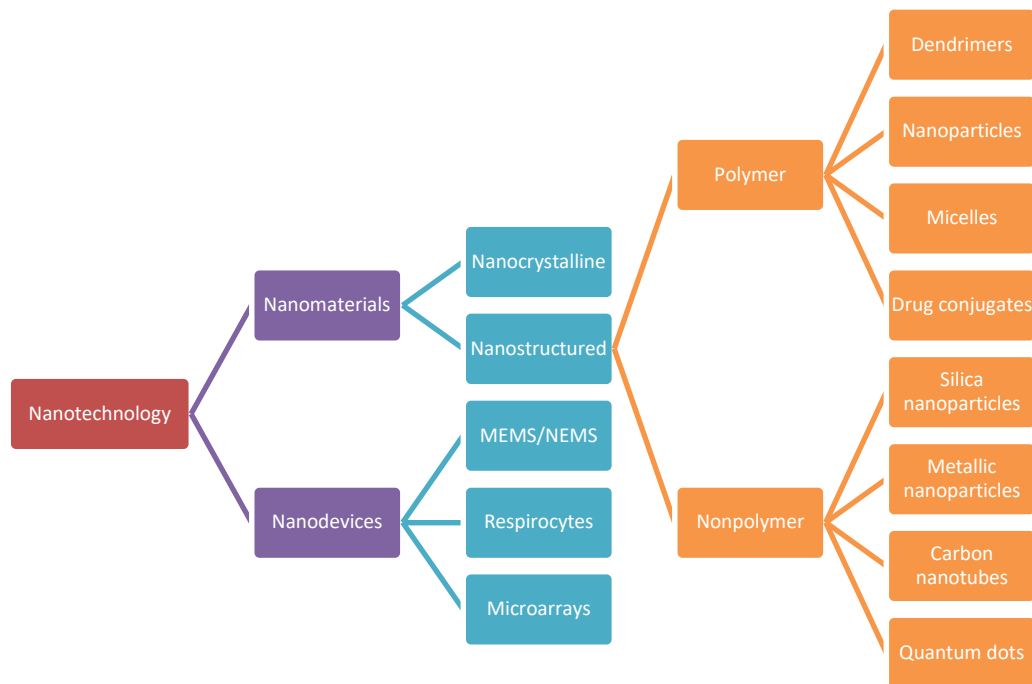 Nanotechnology
Nanomaterials
Nanodevices
Nanocrystalline
Nanostructured
MEMS/NEMS
Respirocytes
Microarrays
Polymer
Nonpolymer
Dendrimers
Nanoparticles
Micelles
Drug conjugates
Silica
nanoparticles
Metallic
nanoparticles
Carbon
nanotubes
Quantum dots